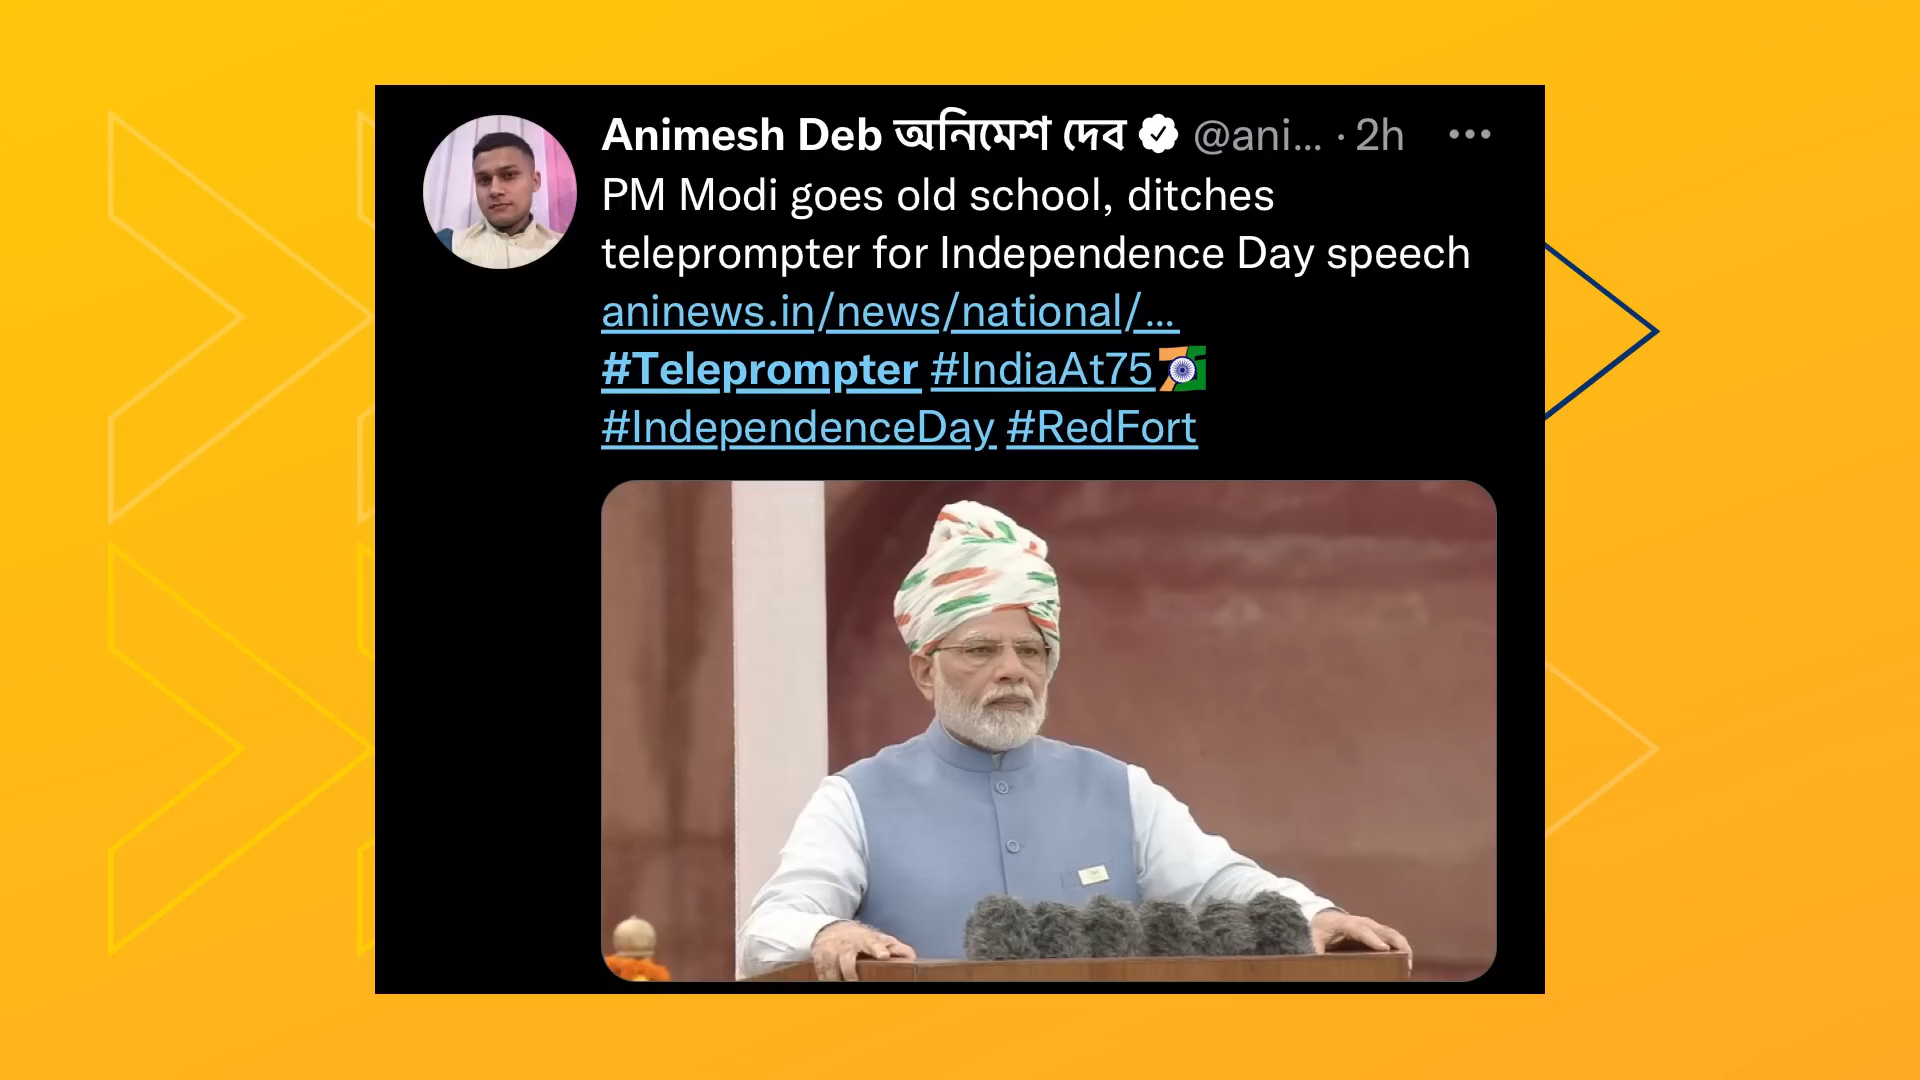 Animesh Deb অনিমেশ দেব @ani... · 2h
PM Modi goes old school, ditches
teleprompter for Independence Day speech
aninews.in/news/national/...
#Teleprompter #IndiaAt75
#IndependenceDay #RedFort